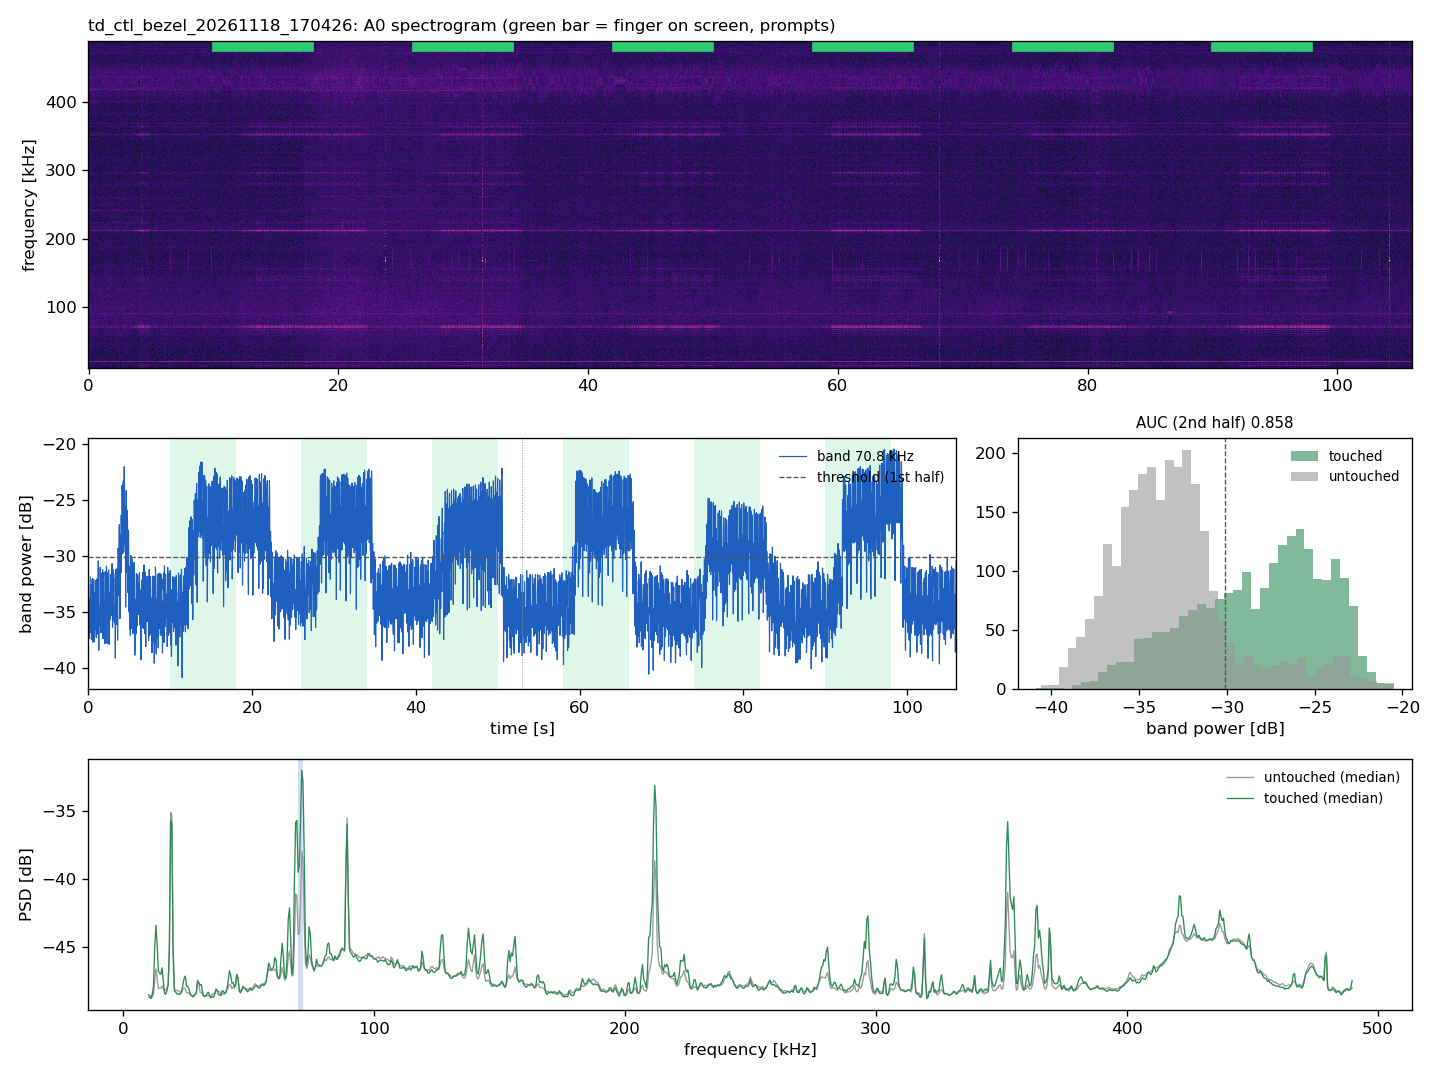 td_ctl_bezel_20261118_170426: A0 spectrogram (green bar = finger on screen, prompts)
frequency [kHz]
400
300
200
100
0 20 40 60 80 100
band power [dB]
−20
−25
−30
−35
−40
band 70.8 kHz
threshold (1st half)
0 20 40 60 80 100
time [s]
AUC (2nd half) 0.858
200
150
100
50
0
touched
untouched
−40 −35 −30 −25 −20
band power [dB]
PSD [dB]
−35
−40
−45
untouched (median)
touched (median)
0 100 200 300 400 500
frequency [kHz]